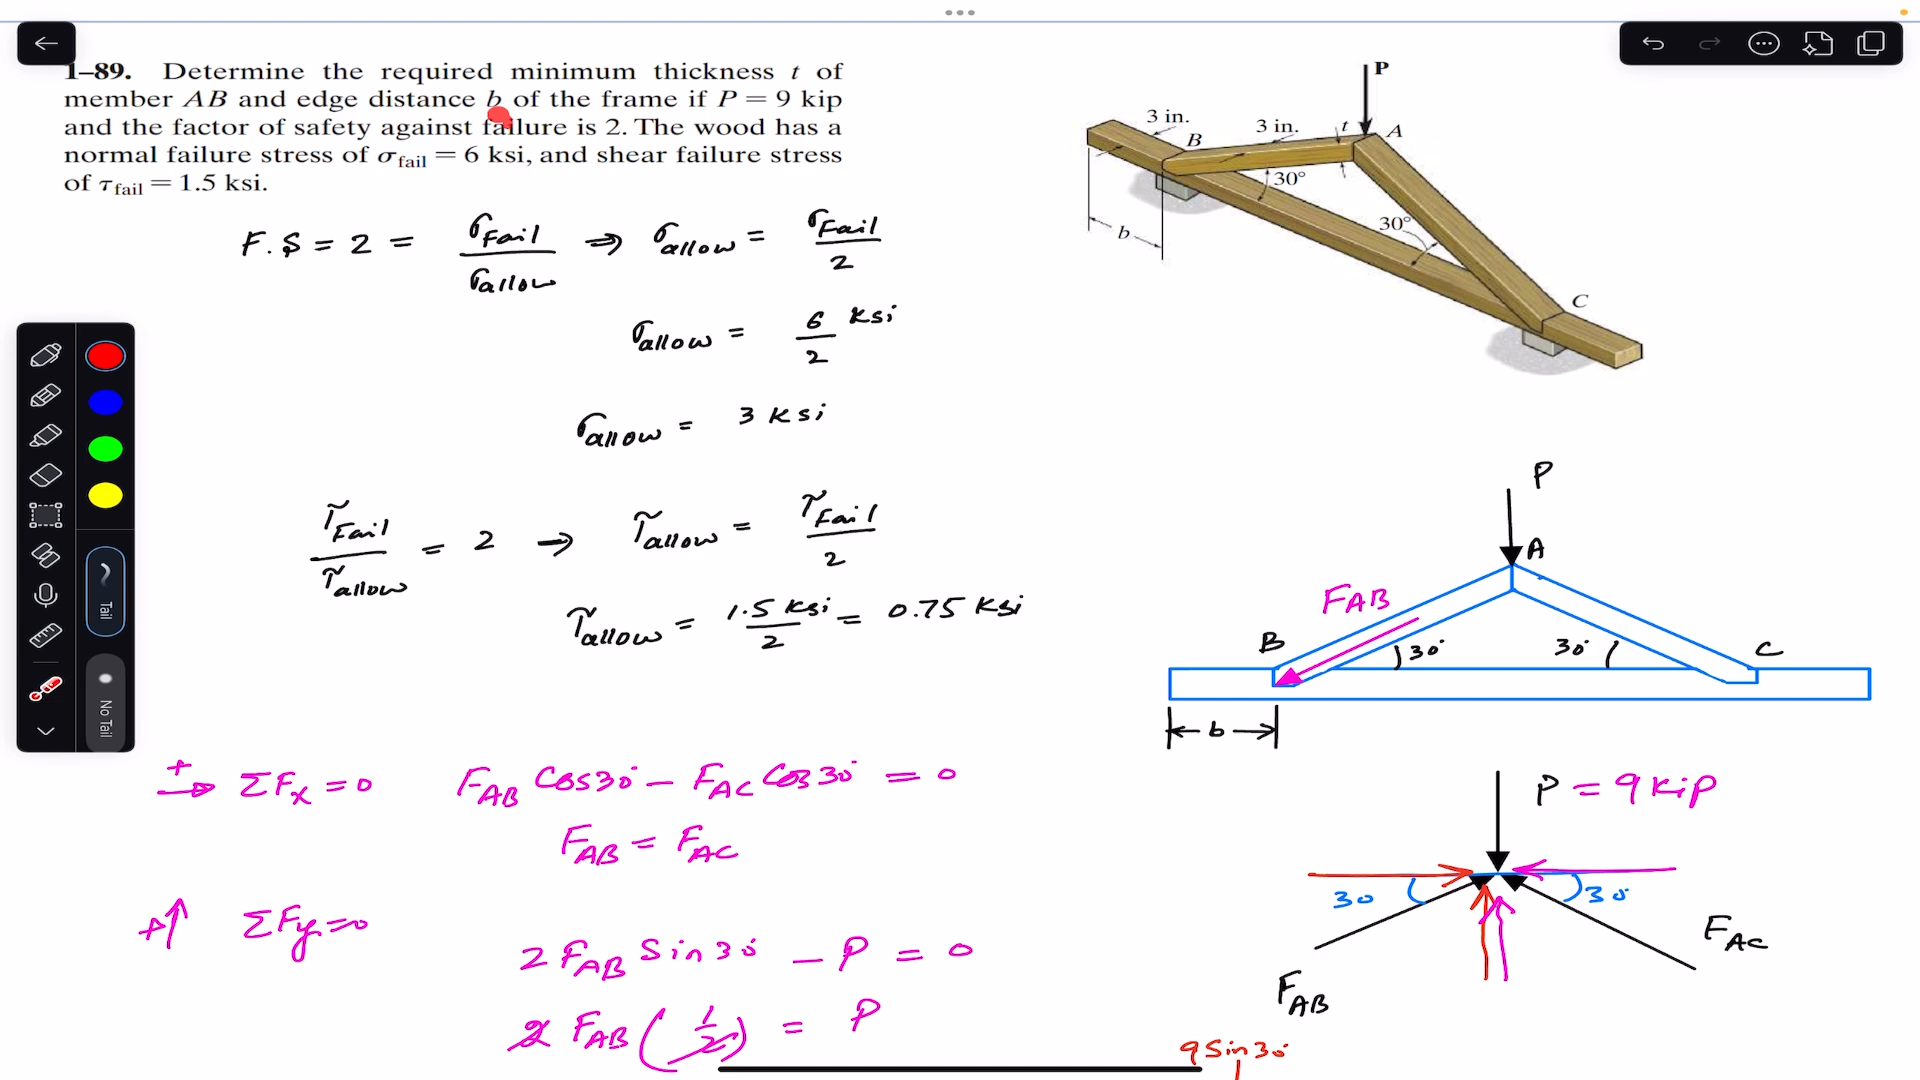 1–89. Determine the required minimum thickness t of
member AB and edge distance b of the frame if P = 9 kip
and the factor of safety against failure is 2. The wood has a
normal failure stress of σfail = 6 ksi, and shear failure stress
of τfail = 1.5 ksi.
P
3 in.
B
3 in.
t
A
30°
30°
b
C
F.S = 2 = σFail / σallow ⇒ σallow = σFail / 2
σallow = 6/2 ksi
σallow = 3 ksi
τFail / τallow = 2 → τallow = τFail / 2
τallow = 1.5 ksi / 2 = 0.75 ksi
P
A
FAB
B
30°
30°
C
b
Tail
No Tail
+→ ΣFx = 0 FAB Cos30° − FAC Cos30° = 0
FAB = FAC
+↑ ΣFy = 0
2 FAB Sin30° − P = 0
2 FAB (1/2) = P
P = 9 kip
30
30°
FAC
FAB
9 Sin30°